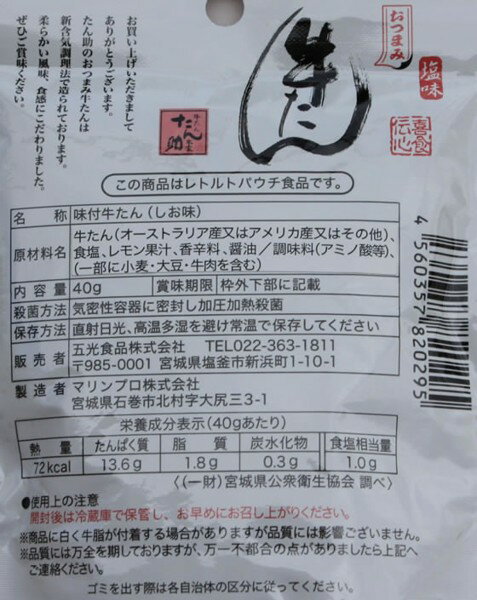 おつまみ
牛たん
塩味
お買い上げいただきまして
ありがとうございます。
たん助のおつまみ牛たんは
新含気調理法で造られております。
柔らかい風味、食感にこだわりました。
ぜひご賞味ください。
牛たん
たん助
この商品はレトルトパウチ食品です。
名 称 味付牛たん(しお味)
原材料名 牛たん(オーストラリア産又はアメリカ産又はその他)、
食塩、レモン果汁、香辛料、醤油/調味料(アミノ酸等)、
(一部に小麦・大豆・牛肉を含む)
内 容 量 40g 賞味期限 枠外下部に記載
殺菌方法 気密性容器に密封し加圧加熱殺菌
保存方法 直射日光、高温多湿を避け常温で保存してください
販 売 者 五光食品株式会社 TEL022-363-1811
〒985-0001 宮城県塩釜市新浜町1-10-1
製 造 者 マリンプロ株式会社
宮城県石巻市北村字大尻三3-1
栄養成分表示(40gあたり)
熱 量 たんぱく質 脂 質 炭水化物 食塩相当量
72kcal 13.6g 1.8g 0.3g 1.0g
〈(一財)宮城県公衆衛生協会 調べ〉
●使用上の注意
開封後は冷蔵庫で保管し、お早めにお召し上がりください。
※商品に白く牛脂が付着する場合がありますが品質には影響ございません。
※品質には万全を期しておりますが、万一不都合の点がありましたら上記へ
ご連絡ください。
ゴミを出す際は各自治体の区分に従ってください。
4560357820295